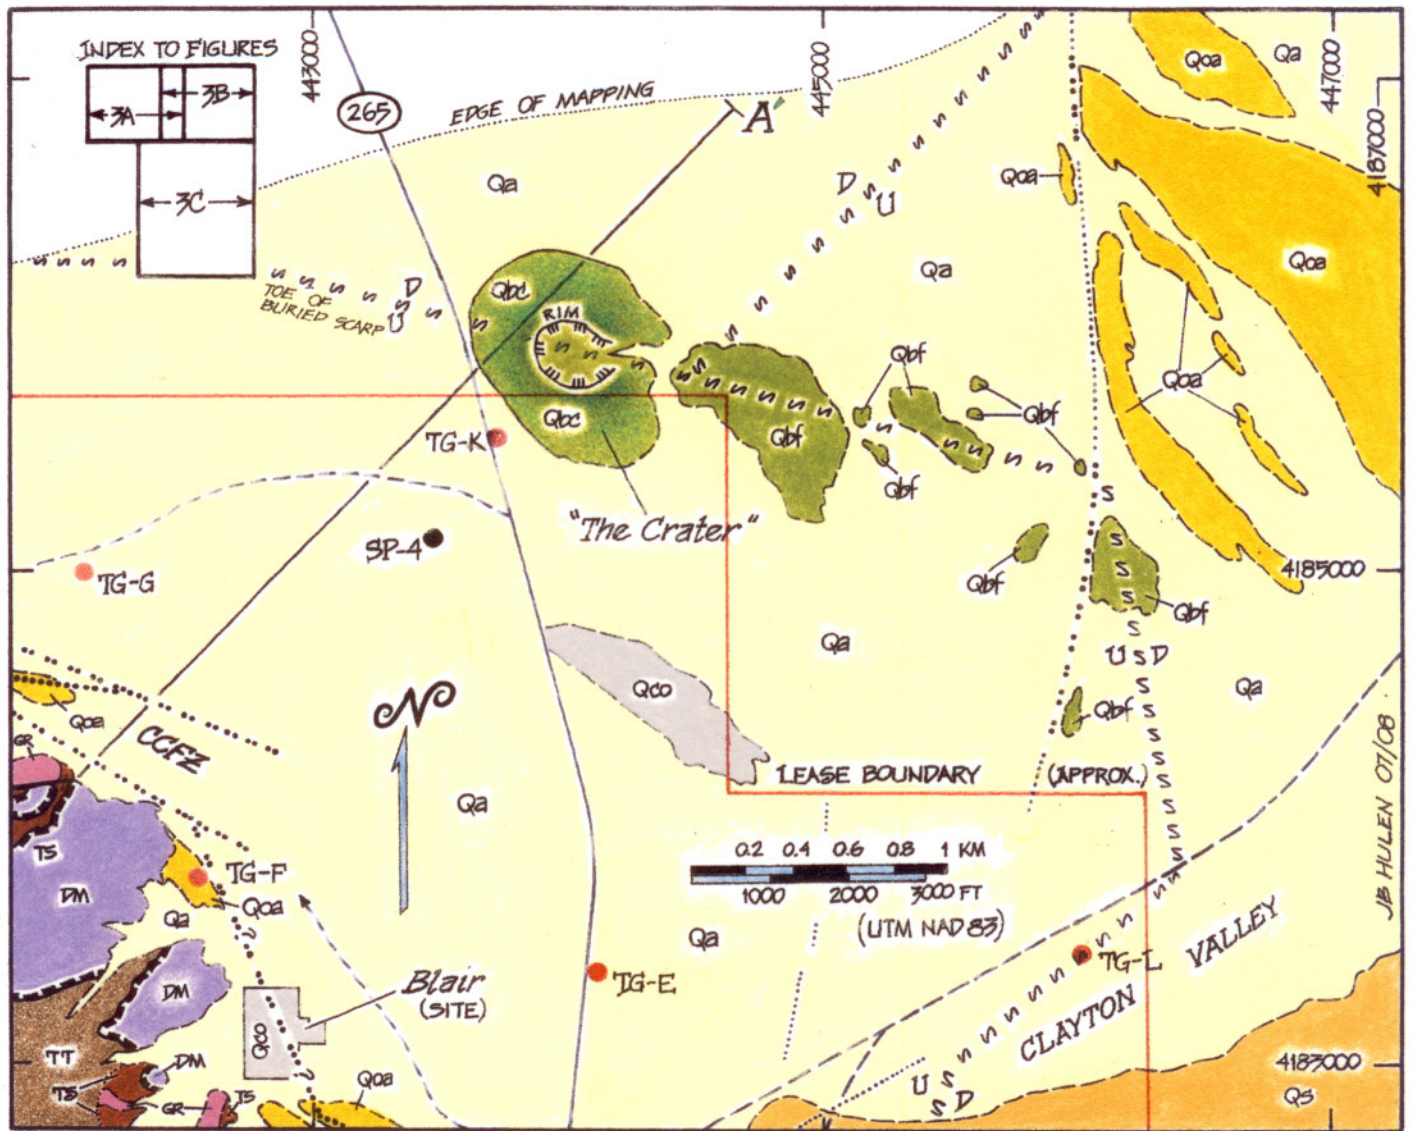 INDEX TO FIGURES
3A
3B
3C
443000
445000
447000
4187000
265
EDGE OF MAPPING
A'
Qoa
Qa
Qa
Qoa
D
U
Qa
Qoa
TOE OF
BURIED SCARP
D
U
Qbc
RIM
Qbc
Qbf
Qoa
Qbf
Qbf
Qbf
TG-K
"The Crater"
SP-4
TG-G
Qbf
Qbf
4185000
Qa
U
D
Qa
Qco
Qbf
N
Qoa
CCFZ
GR
LEASE BOUNDARY (APPROX.)
JB HULEN 07/08
Qa
TS
0.2 0.4 0.6 0.8 1 KM
1000 2000 3000 FT
(UTM NAD 83)
TG-F
DM
Qoa
Qa
?
Qa
TG-L
VALLEY
CLAYTON
TG-E
Blair
(SITE)
DM
Qco
TT
DM
?
Qoa
TS
TS
GR
U
D
4183000
QS